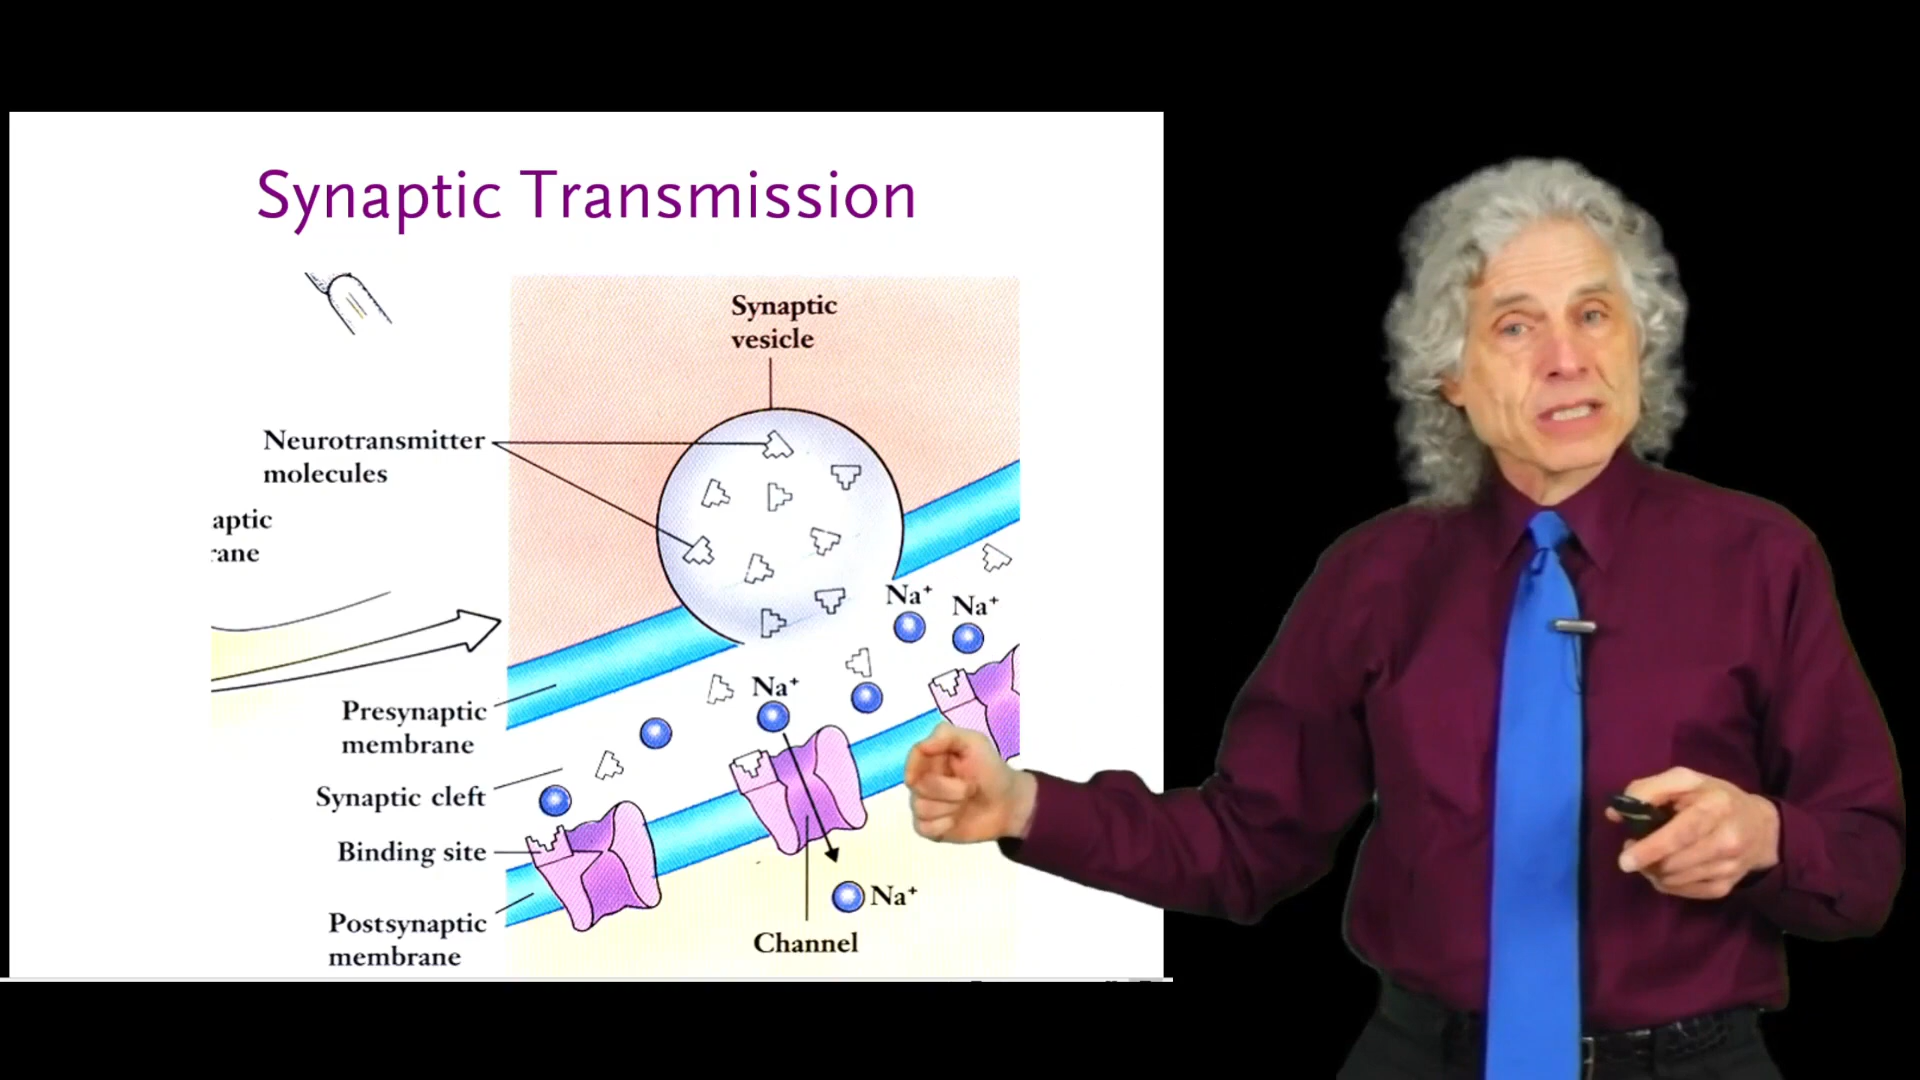 Synaptic Transmission
Synaptic
vesicle
Neurotransmitter
molecules
aptic
rane
Na⁺
Na⁺
Na⁺
Presynaptic
membrane
Synaptic cleft
Binding site
Na⁺
Postsynaptic
membrane
Channel